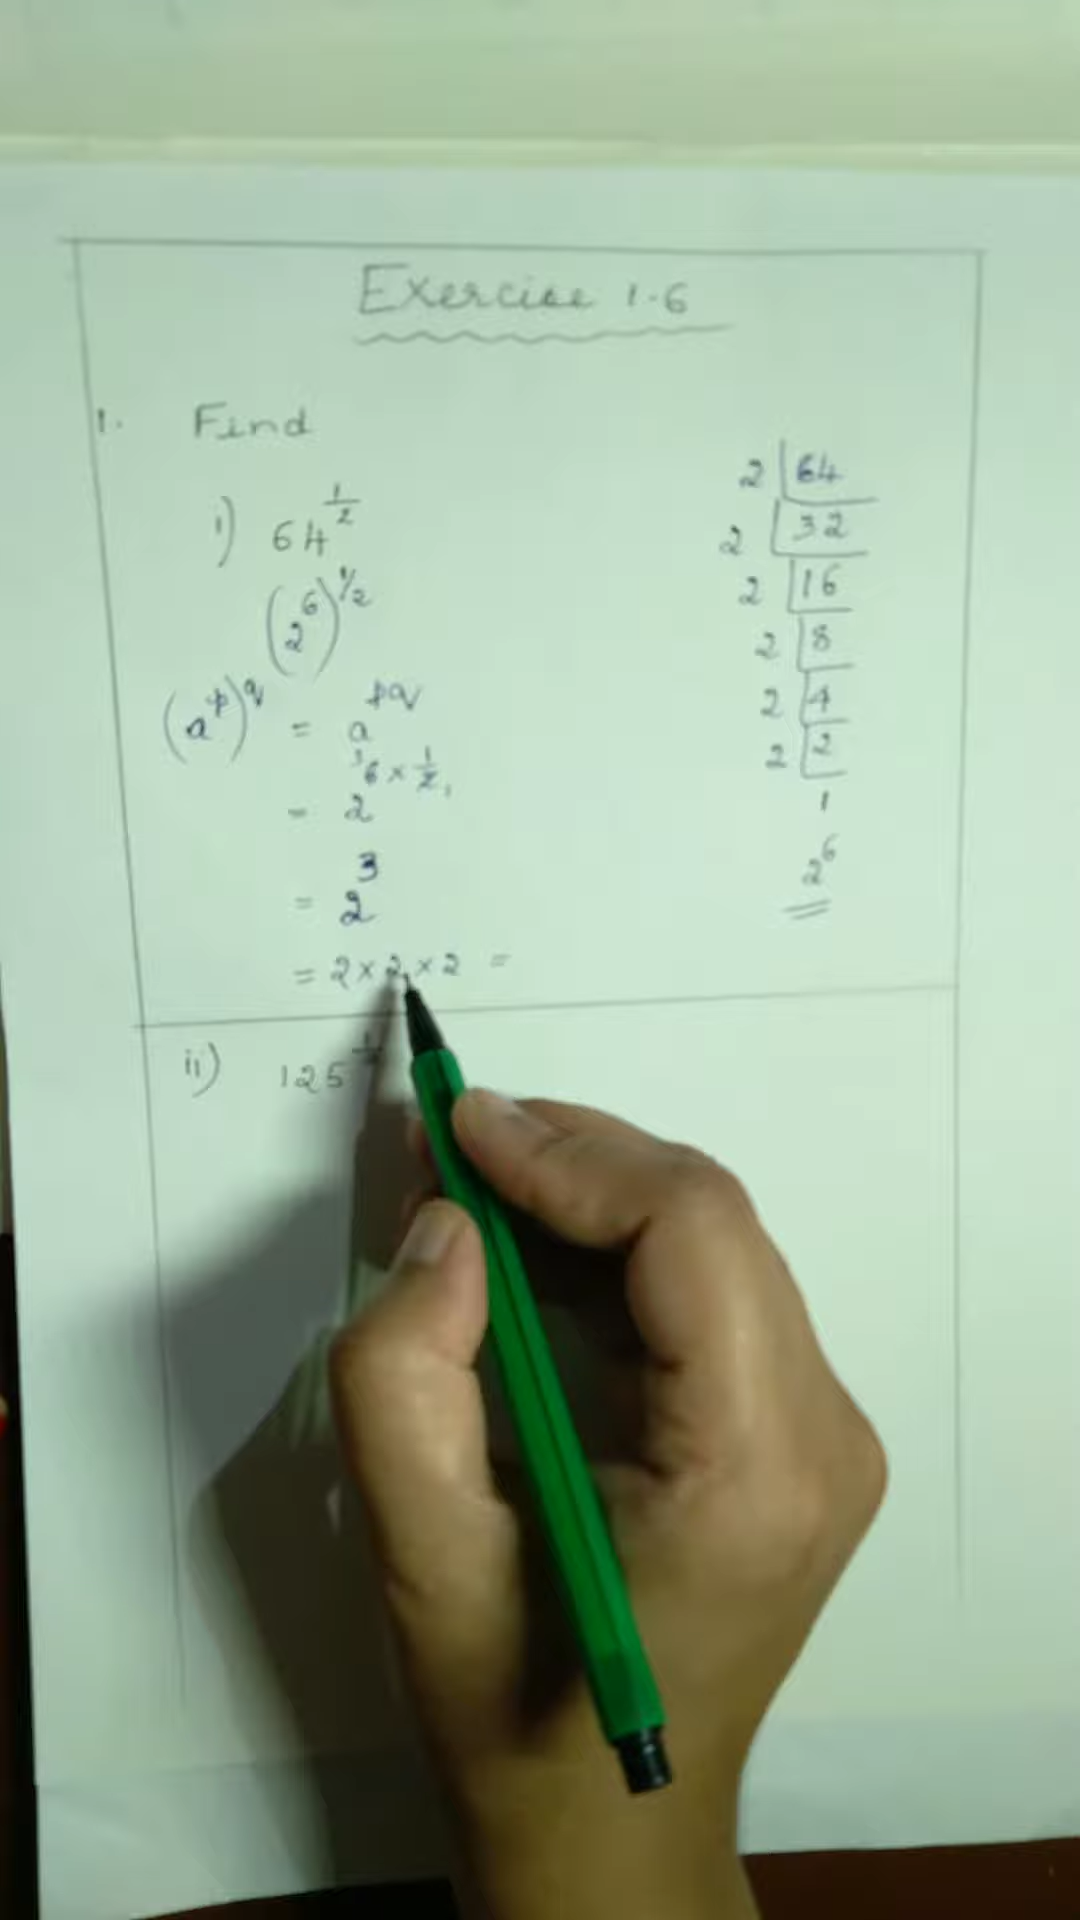 Exercise 1.6
1. Find
i) 64^(1/2)
(2^6)^(1/2)
(a^p)^q = a^(pq)
= 2^(6 × 1/2)
= 2^3
= 2 × 2 × 2 =
2 | 64
2 | 32
2 | 16
2 | 8
2 | 4
2 | 2
1
2^6
ii) 125